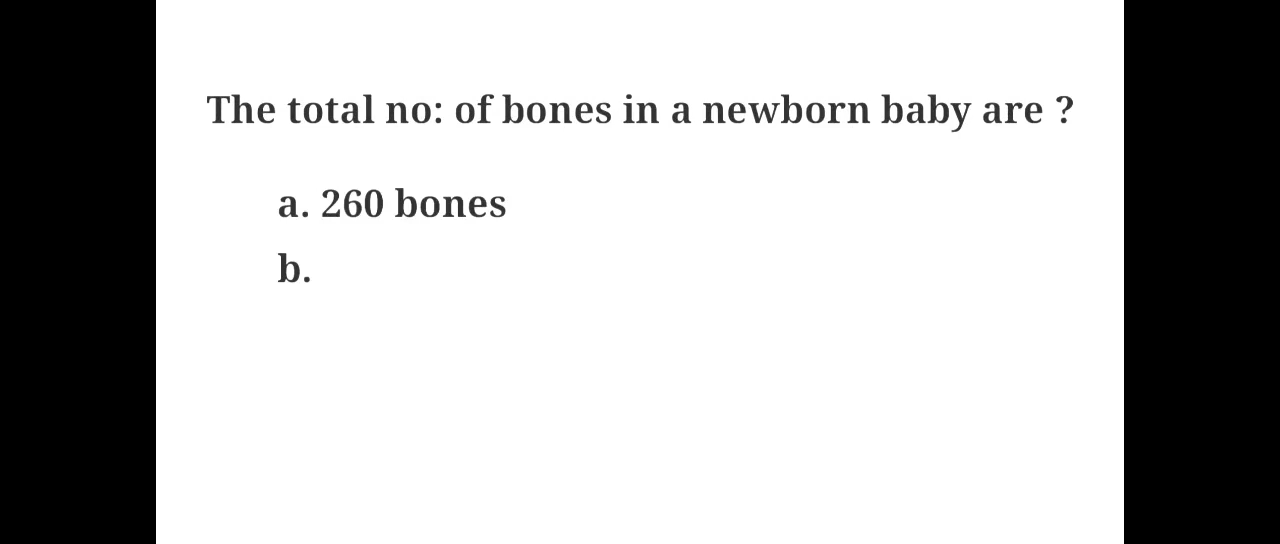 The total no: of bones in a newborn baby are ?
a. 260 bones
b.